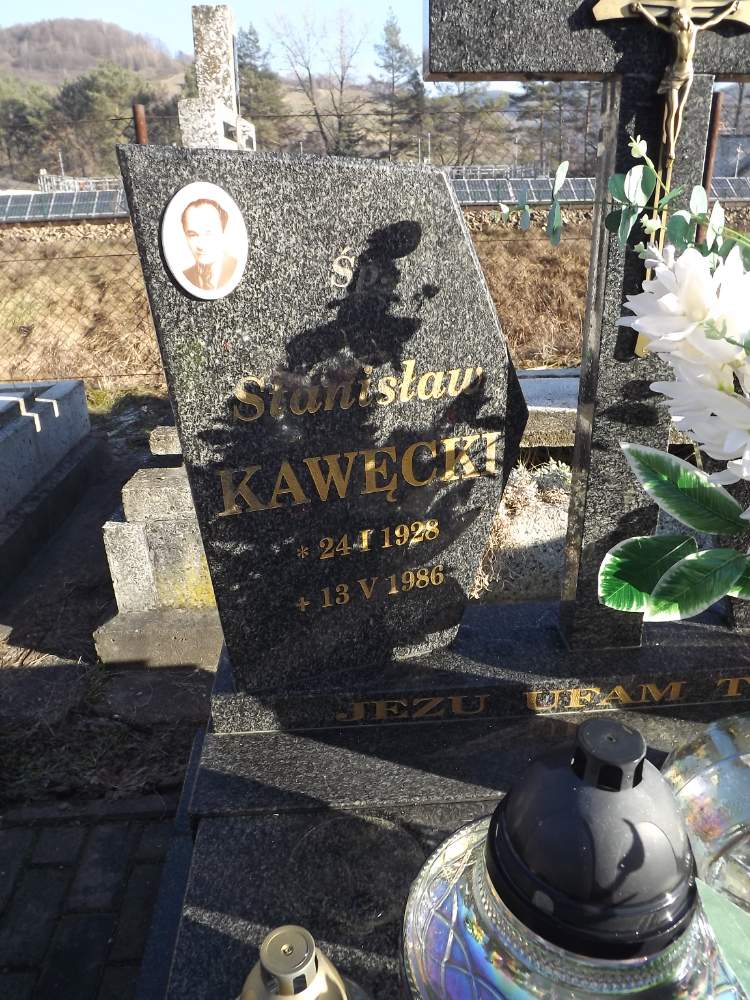 Śp.
Stanisław
KAWĘCKI
* 24 I 1928
+ 13 V 1986
JEZU UFAM T